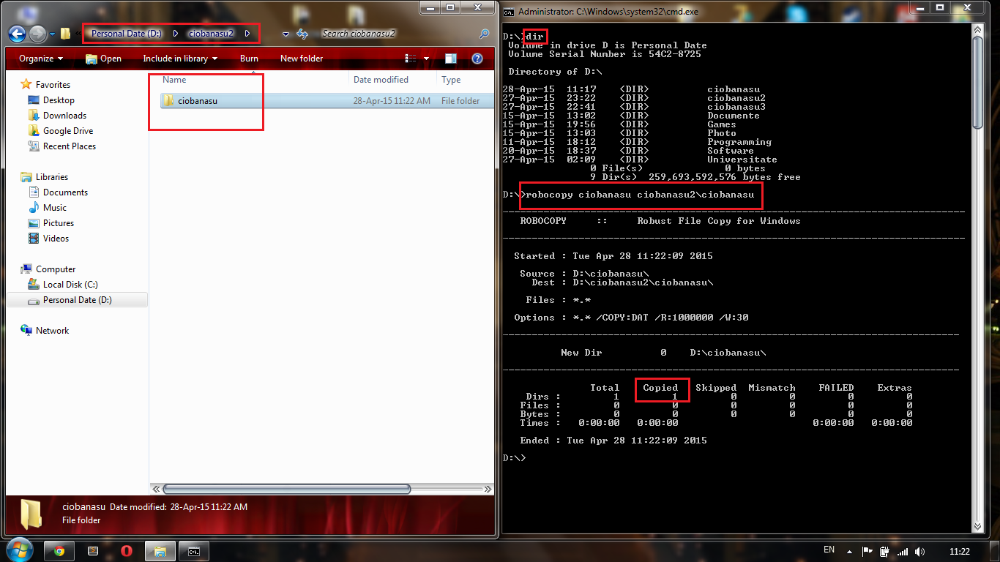 Personal Date (D:) ciobanasu2
Search ciobanasu2
Organize Open Include in library Burn New folder
Name Date modified Type
ciobanasu 28-Apr-15 11:22 AM File folder
Favorites
Desktop
Downloads
Google Drive
Recent Places
Libraries
Documents
Music
Pictures
Videos
Computer
Local Disk (C:)
Personal Date (D:)
Network
ciobanasu Date modified: 28-Apr-15 11:22 AM
File folder
Administrator: C:\Windows\system32\cmd.exe
D:\>dir
Volume in drive D is Personal Date
Volume Serial Number is 54C2-8725
Directory of D:\
28-Apr-15 11:17 <DIR> ciobanasu
27-Apr-15 23:22 <DIR> ciobanasu2
27-Apr-15 22:41 <DIR> ciobanasu3
15-Apr-15 13:02 <DIR> Documente
15-Apr-15 19:56 <DIR> Games
15-Apr-15 13:03 <DIR> Photo
11-Apr-15 18:12 <DIR> Programming
20-Apr-15 18:37 <DIR> Software
27-Apr-15 02:09 <DIR> Universitate
0 File(s) 0 bytes
9 Dir(s) 259,693,592,576 bytes free
D:\>robocopy ciobanasu ciobanasu2\ciobanasu
ROBOCOPY :: Robust File Copy for Windows
Started : Tue Apr 28 11:22:09 2015
Source : D:\ciobanasu\
Dest : D:\ciobanasu2\ciobanasu\
Files : *.*
Options : *.* /COPY:DAT /R:1000000 /W:30
New Dir 0 D:\ciobanasu\
Total Copied Skipped Mismatch FAILED Extras
Dirs : 1 1 0 0 0 0
Files : 0 0 0 0 0 0
Bytes : 0 0 0 0 0 0
Times : 0:00:00 0:00:00 0:00:00 0:00:00
Ended : Tue Apr 28 11:22:09 2015
D:\>
EN 11:22